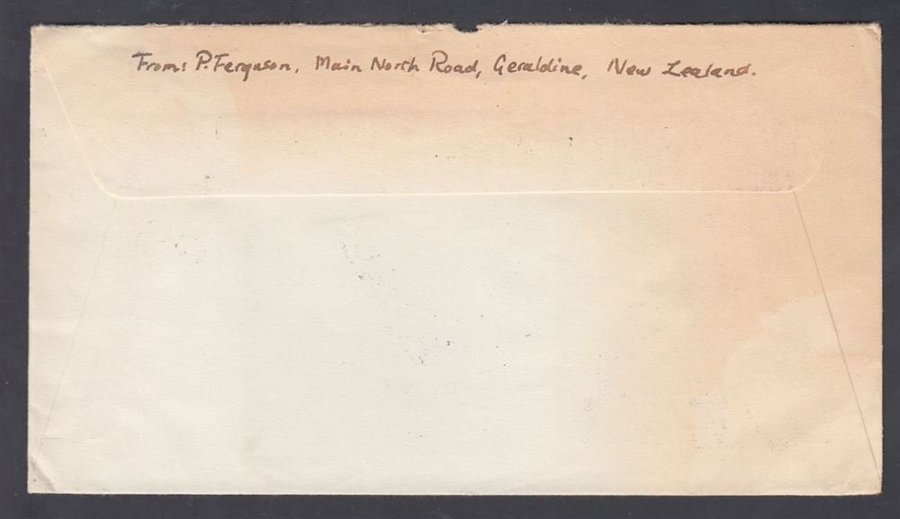 From: P. Ferguson, Main North Road, Geraldine, New Zealand.